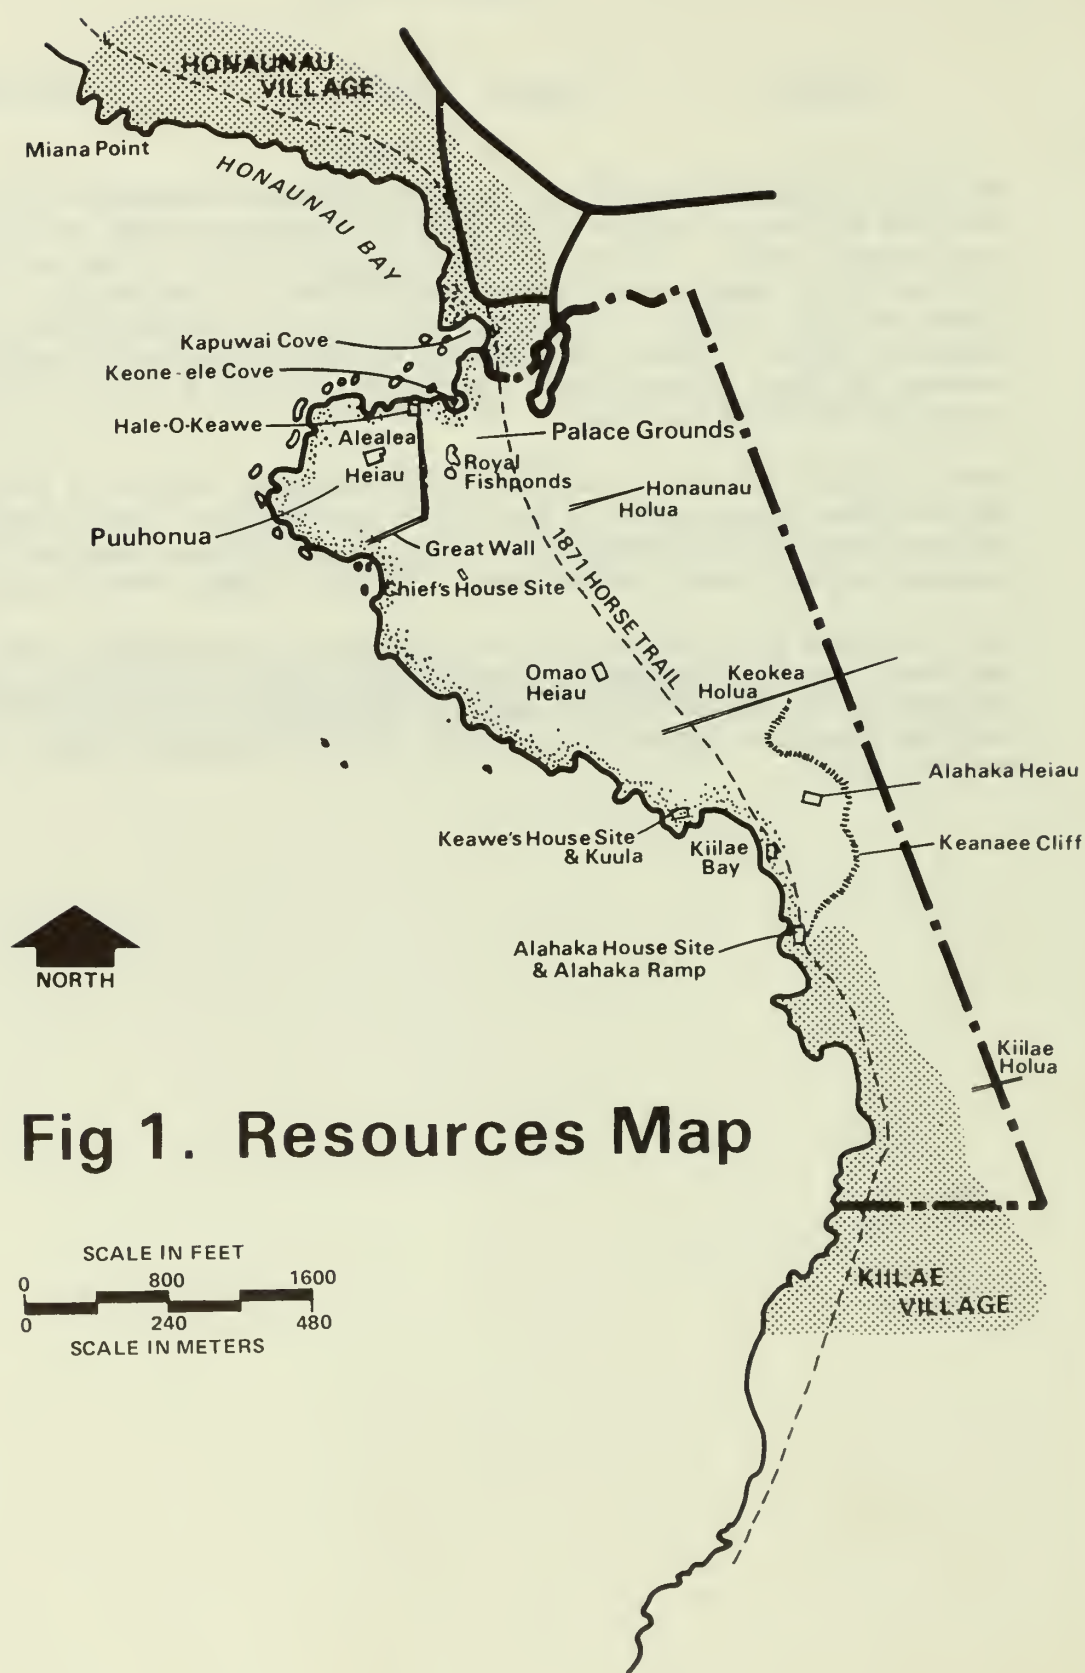 HONAUNAU
VILLAGE
Miana Point
HONAUNAU BAY
Kapuwai Cove
Keone-ele Cove
Hale-O-Keawe
Alealea
Heiau
Palace Grounds
Royal
Fishponds
Honaunau
Holua
Puuhonua
Great Wall
Chief's House Site
1871 HORSE TRAIL
Omao
Heiau
Keokea
Holua
Alahaka Heiau
Keawe's House Site
& Kuula
Kiilae
Bay
Keanaee Cliff
Alahaka House Site
& Alahaka Ramp
NORTH
Kiilae
Holua
Fig 1. Resources Map
SCALE IN FEET
0 800 1600
0 240 480
SCALE IN METERS
KIILAE
VILLAGE